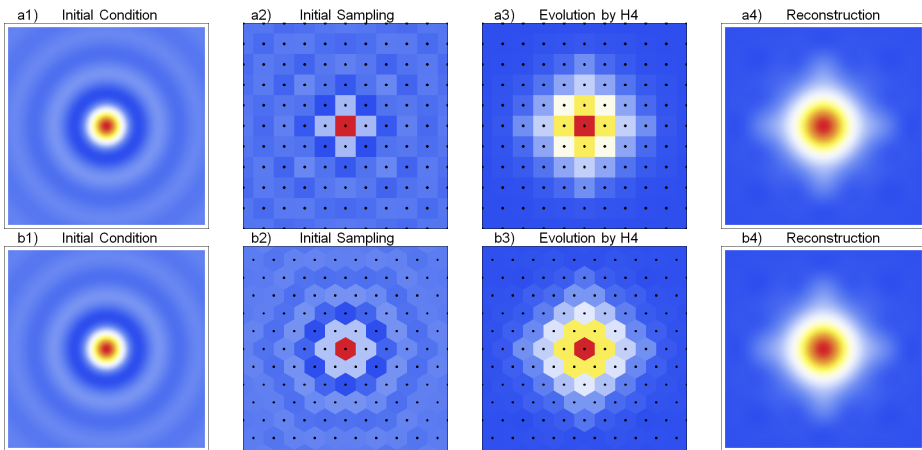 a1) Initial Condition
a2) Initial Sampling
a3) Evolution by H4
a4) Reconstruction
b1) Initial Condition
b2) Initial Sampling
b3) Evolution by H4
b4) Reconstruction